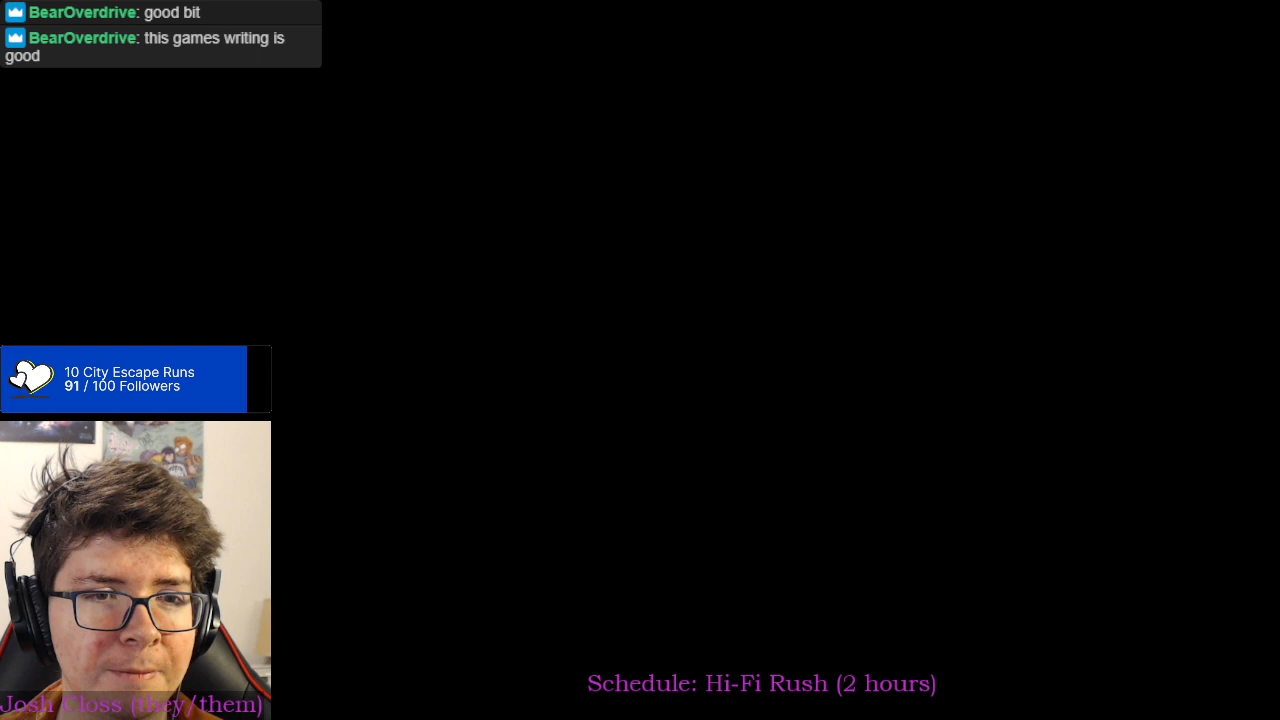 BearOverdrive: good bit
BearOverdrive: this games writing is
good
10 City Escape Runs
91 / 100 Followers
Josh Closs (they/them)
Schedule: Hi-Fi Rush (2 hours)